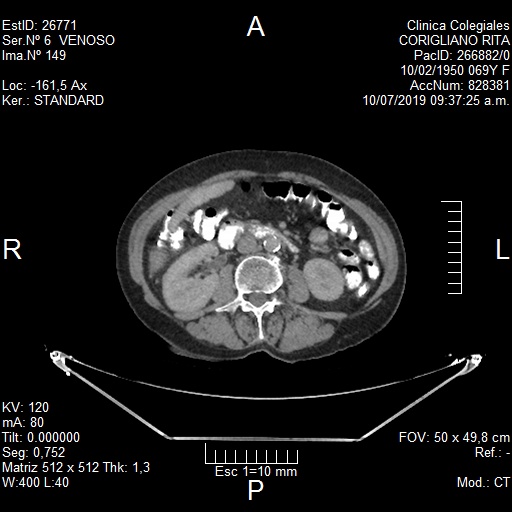 EstID: 26771
Ser.Nº 6 VENOSO
Ima.Nº 149
Loc: -161,5 Ax
Ker.: STANDARD
A
Clinica Colegiales
CORIGLIANO RITA
PacID: 266882/0
10/02/1950 069Y F
AccNum: 828381
10/07/2019 09:37:25 a.m.
R
L
KV: 120
mA: 80
Tilt: 0.000000
Seg: 0,752
Matriz 512 x 512 Thk: 1,3
W:400 L:40
Esc 1=10 mm
P
FOV: 50 x 49,8 cm
Ref.: -
Mod.: CT